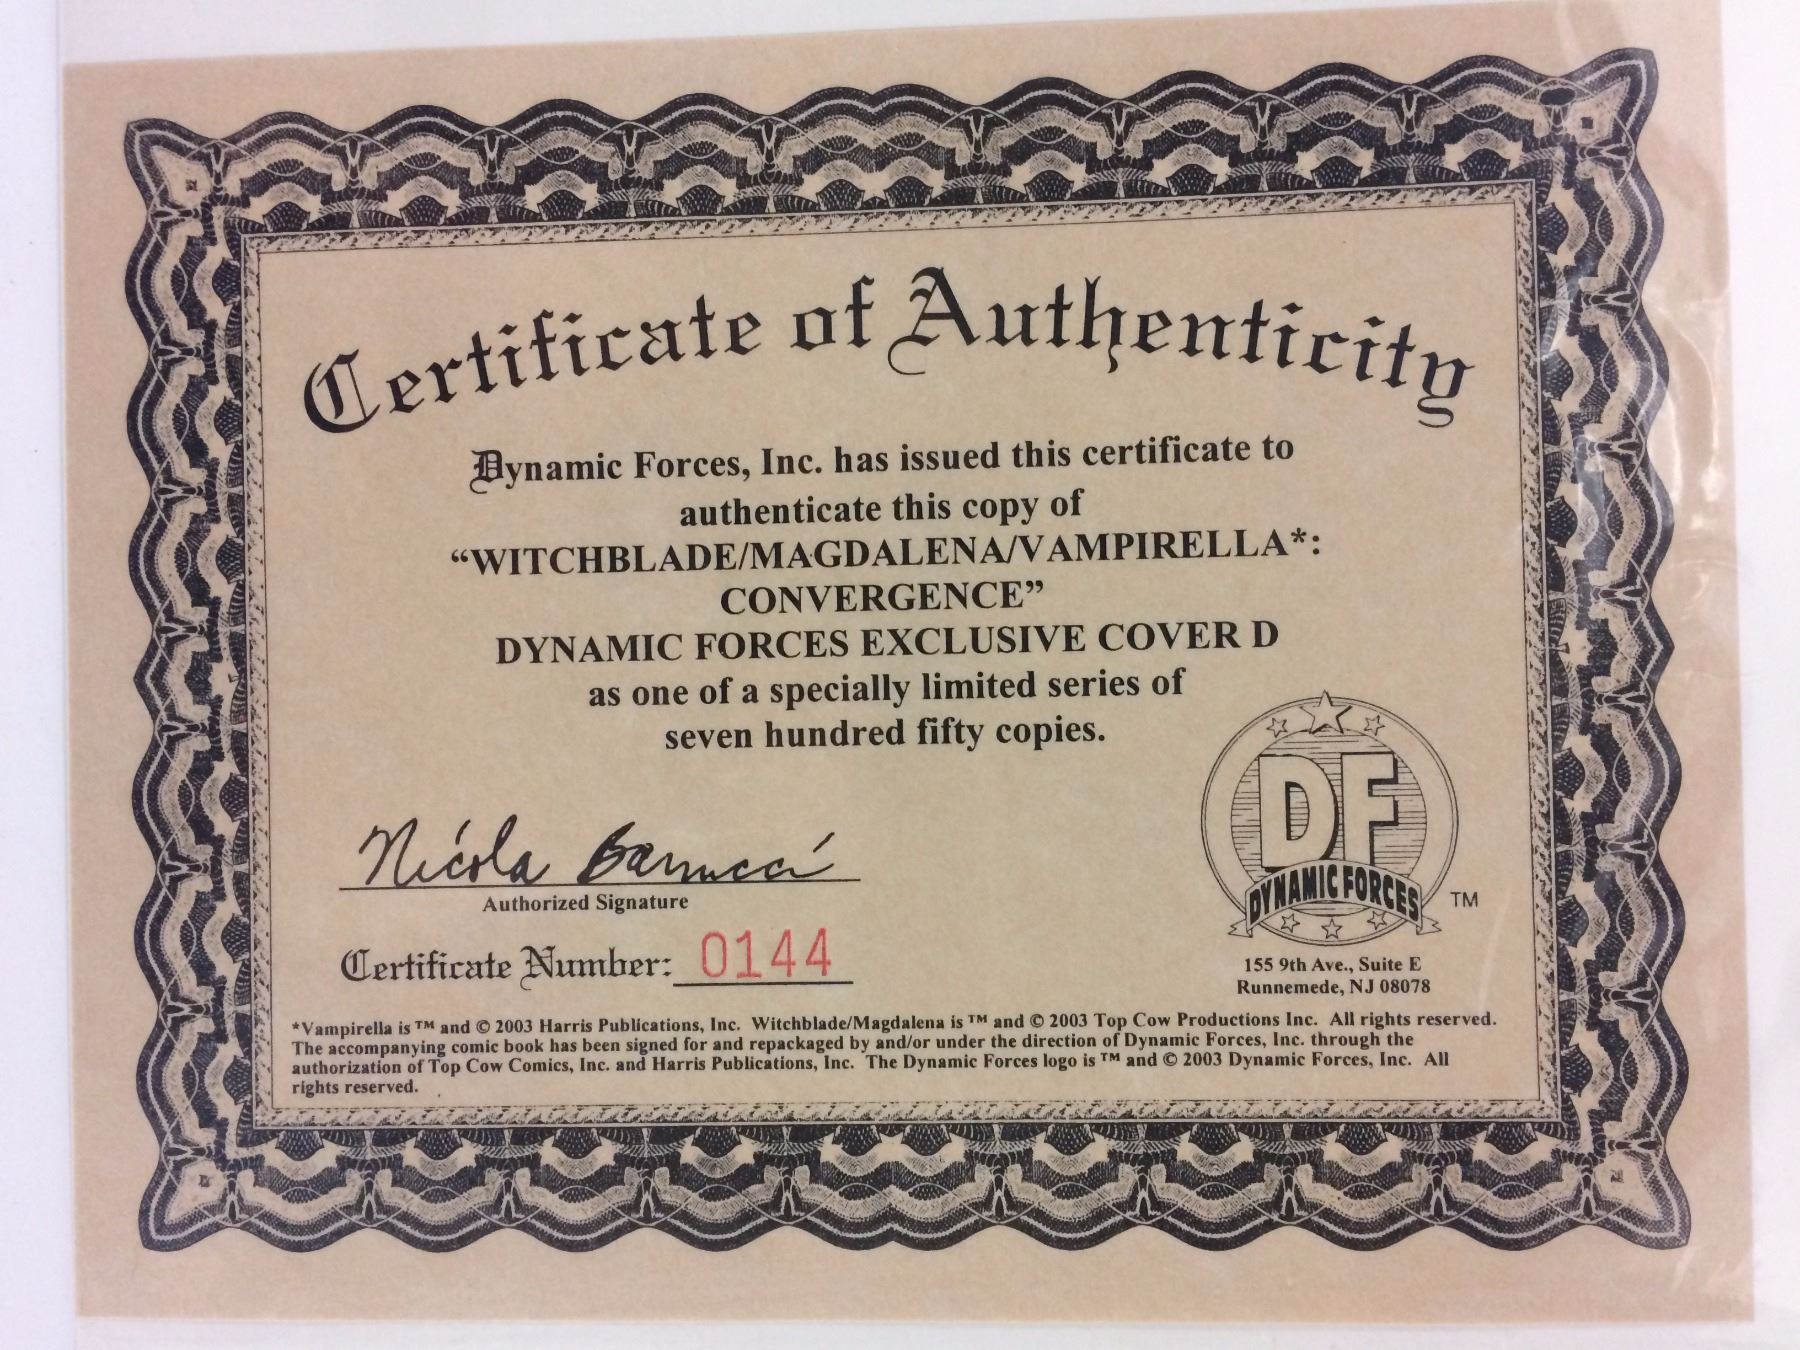 Certificate of Authenticity
Dynamic Forces, Inc. has issued this certificate to
authenticate this copy of
“WITCHBLADE/MAGDALENA/VAMPIRELLA*:
CONVERGENCE”
DYNAMIC FORCES EXCLUSIVE COVER D
as one of a specially limited series of
seven hundred fifty copies.
Nicola Barrucci
Authorized Signature
Certificate Number: 0144
DF
DYNAMIC FORCES
TM
155 9th Ave., Suite E
Runnemede, NJ 08078
*Vampirella is ™ and © 2003 Harris Publications, Inc. Witchblade/Magdalena is ™ and © 2003 Top Cow Productions Inc. All rights reserved.
The accompanying comic book has been signed for and repackaged by and/or under the direction of Dynamic Forces, Inc. through the
authorization of Top Cow Comics, Inc. and Harris Publications, Inc. The Dynamic Forces logo is ™ and © 2003 Dynamic Forces, Inc. All
rights reserved.